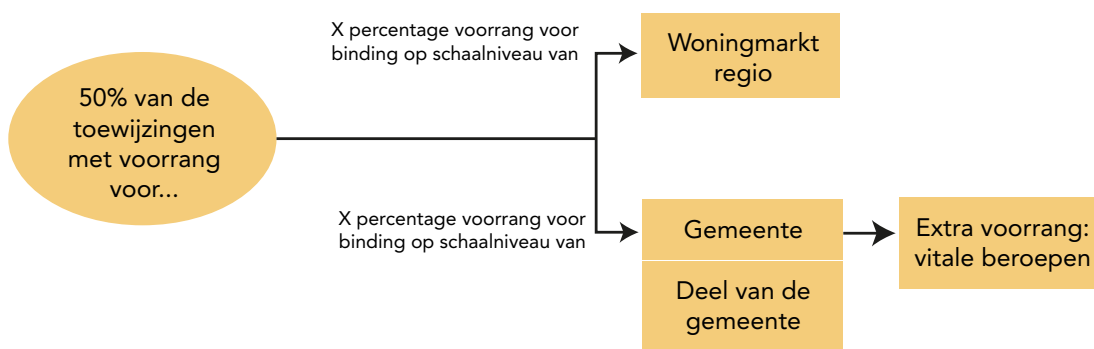 50% van de
toewijzingen
met voorrang
voor...
X percentage voorrang voor
binding op schaalniveau van
Woningmarkt
regio
X percentage voorrang voor
binding op schaalniveau van
Gemeente
Deel van de
gemeente
Extra voorrang:
vitale beroepen